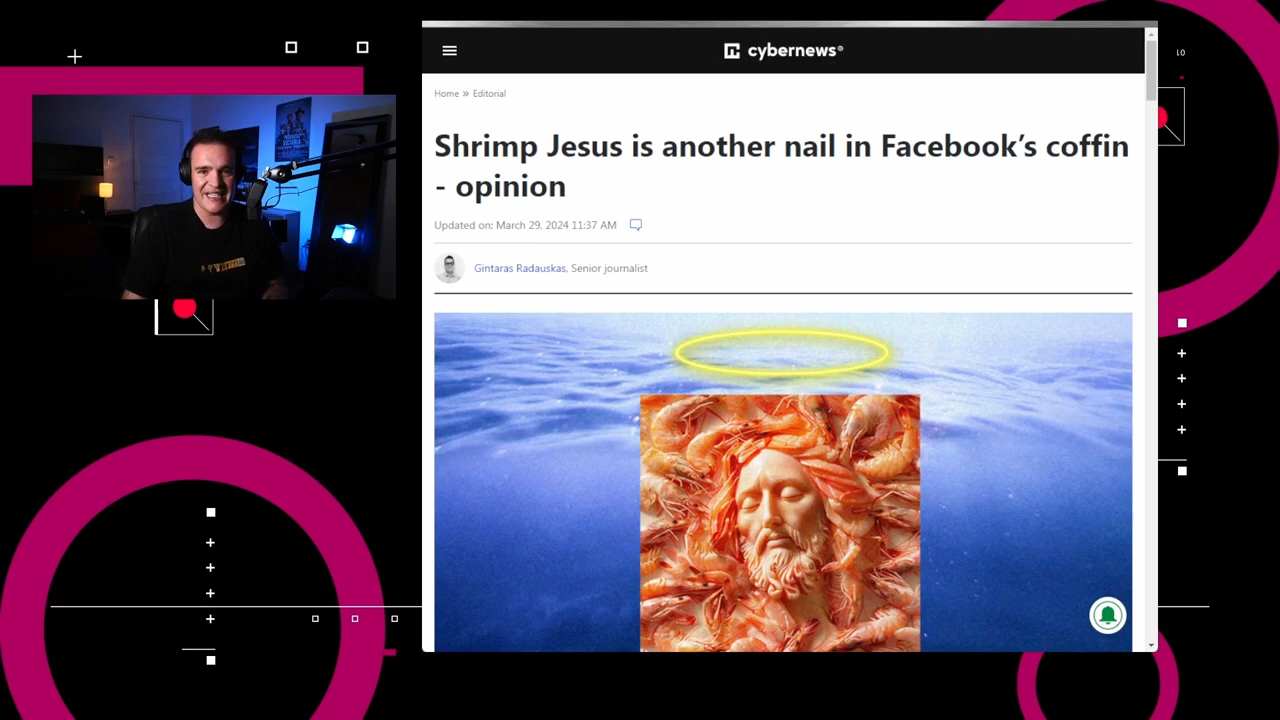 cybernews®
Home » Editorial
Shrimp Jesus is another nail in Facebook's coffin
- opinion
Updated on: March 29, 2024 11:37 AM
Gintaras Radauskas, Senior journalist